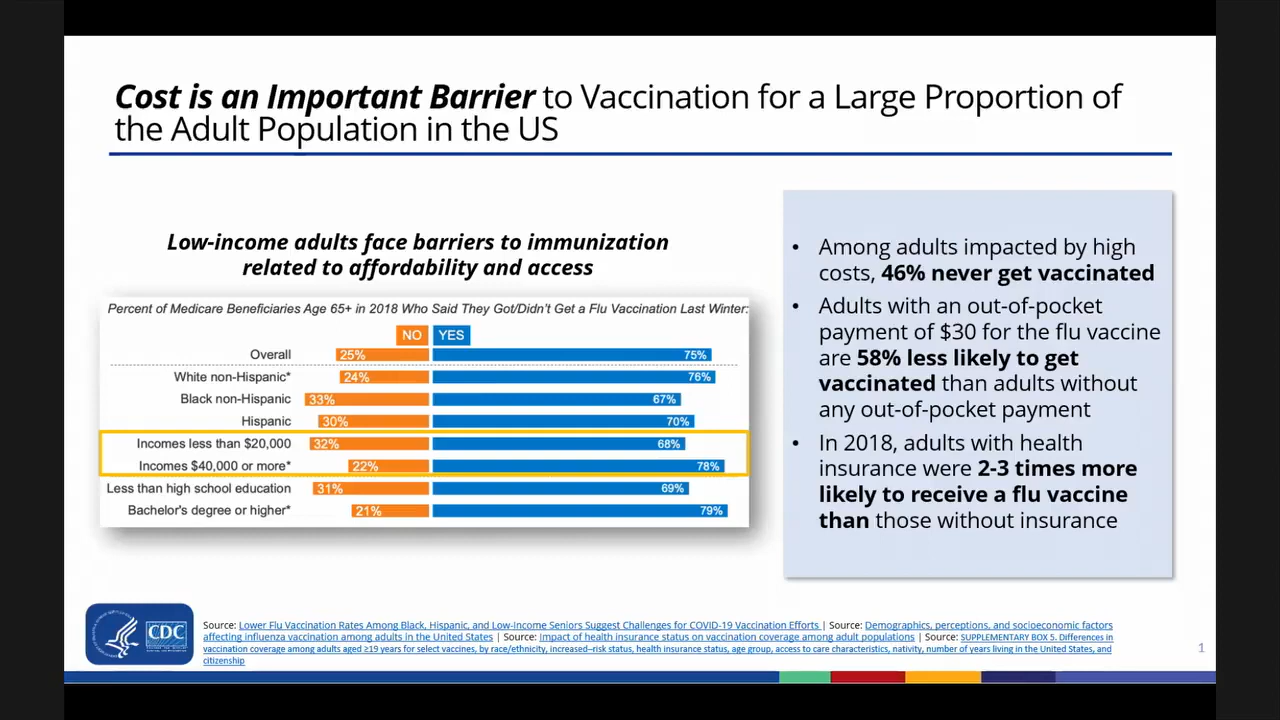 Cost is an Important Barrier to Vaccination for a Large Proportion of
the Adult Population in the US
Low-income adults face barriers to immunization
related to affordability and access
Percent of Medicare Beneficiaries Age 65+ in 2018 Who Said They Got/Didn't Get a Flu Vaccination Last Winter:
NO YES
Overall 25% 75%
White non-Hispanic* 24% 76%
Black non-Hispanic 33% 67%
Hispanic 30% 70%
Incomes less than $20,000 32% 68%
Incomes $40,000 or more* 22% 78%
Less than high school education 31% 69%
Bachelor's degree or higher* 21% 79%
• Among adults impacted by high
costs, 46% never get vaccinated
• Adults with an out-of-pocket
payment of $30 for the flu vaccine
are 58% less likely to get
vaccinated than adults without
any out-of-pocket payment
• In 2018, adults with health
insurance were 2-3 times more
likely to receive a flu vaccine
than those without insurance
CDC
Source: Lower Flu Vaccination Rates Among Black, Hispanic, and Low-Income Seniors Suggest Challenges for COVID-19 Vaccination Efforts | Source: Demographics, perceptions, and socioeconomic factors
affecting influenza vaccination among adults in the United States | Source: Impact of health insurance status on vaccination coverage among adult populations | Source: SUPPLEMENTARY BOX 5. Differences in
vaccination coverage among adults aged ≥19 years for select vaccines, by race/ethnicity, increased–risk status, health insurance status, age group, access to care characteristics, nativity, number of years living in the United States, and
citizenship
1